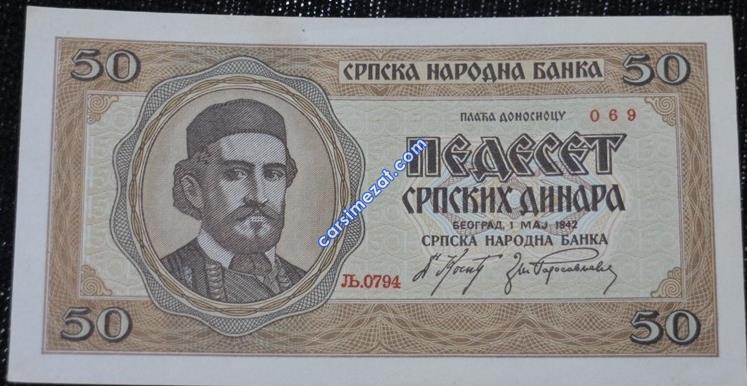 50 СРПСКА НАРОДНА БАНКА 50
ПЛАЋА ДОНОСИОЦУ 069
ПЕДЕСЕТ
СРПСКИХ ДИНАРА
БЕОГРАД, 1 МАЈ 1942
СРПСКА НАРОДНА БАНКА
Љ.0794
50 50
carsimezat.com